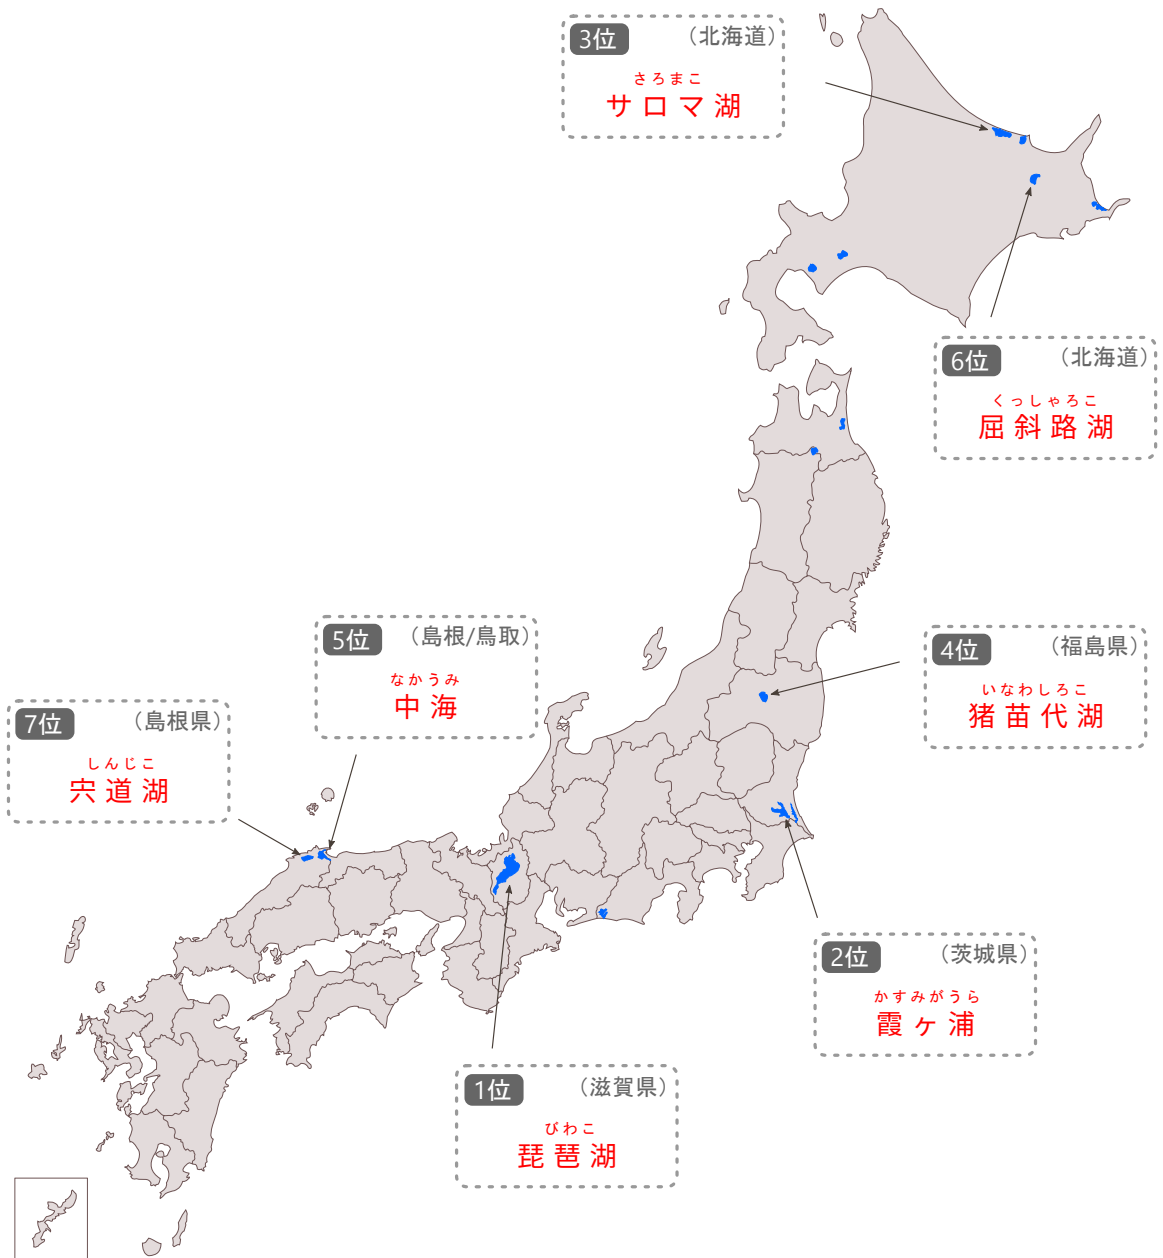 3位 (北海道)
さろまこ
サロマ湖
6位 (北海道)
くっしゃろこ
屈斜路湖
5位 (島根/鳥取)
なかうみ
中海
4位 (福島県)
いなわしろこ
猪苗代湖
7位 (島根県)
しんじこ
宍道湖
2位 (茨城県)
かすみがうら
霞ヶ浦
1位 (滋賀県)
びわこ
琵琶湖